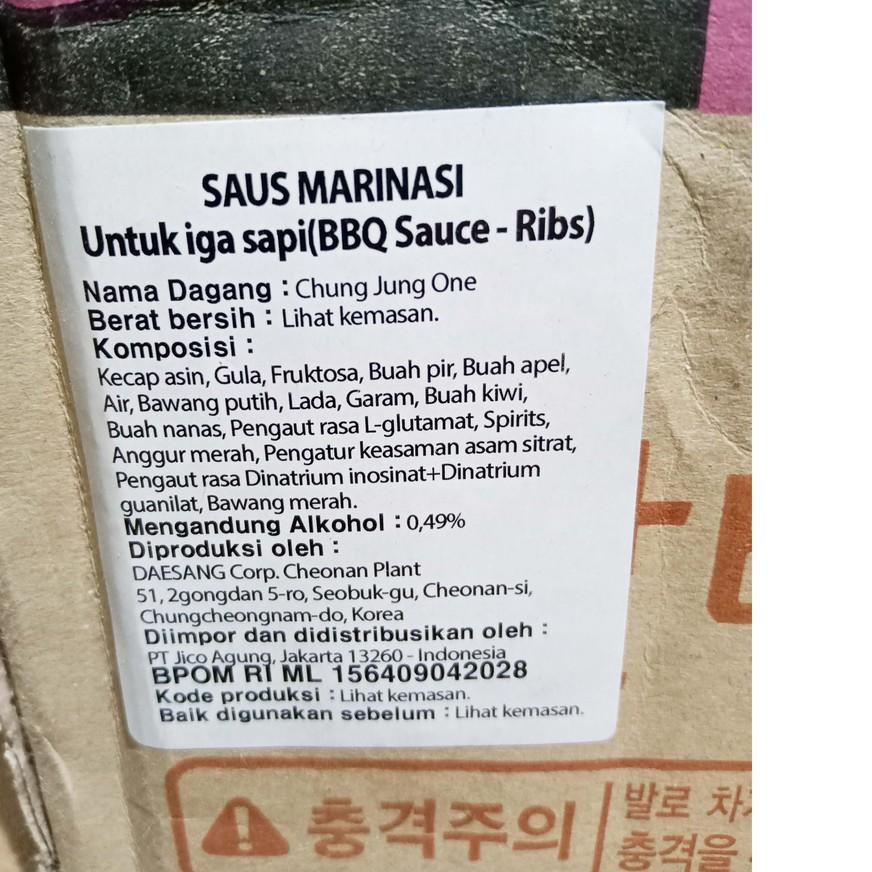 SAUS MARINASI
Untuk iga sapi(BBQ Sauce - Ribs)
Nama Dagang : Chung Jung One
Berat bersih : Lihat kemasan.
Komposisi :
Kecap asin, Gula, Fruktosa, Buah pir, Buah apel,
Air, Bawang putih, Lada, Garam, Buah kiwi,
Buah nanas, Pengaut rasa L-glutamat, Spirits,
Anggur merah, Pengatur keasaman asam sitrat,
Pengaut rasa Dinatrium inosinat+Dinatrium
guanilat, Bawang merah.
Mengandung Alkohol : 0,49%
Diproduksi oleh :
DAESANG Corp. Cheonan Plant
51, 2gongdan 5-ro, Seobuk-gu, Cheonan-si,
Chungcheongnam-do, Korea
Diimpor dan didistribusikan oleh :
PT Jico Agung, Jakarta 13260 - Indonesia
BPOM RI ML 156409042028
Kode produksi : Lihat kemasan.
Baik digunakan sebelum : Lihat kemasan.
충격주의
발로
충격을